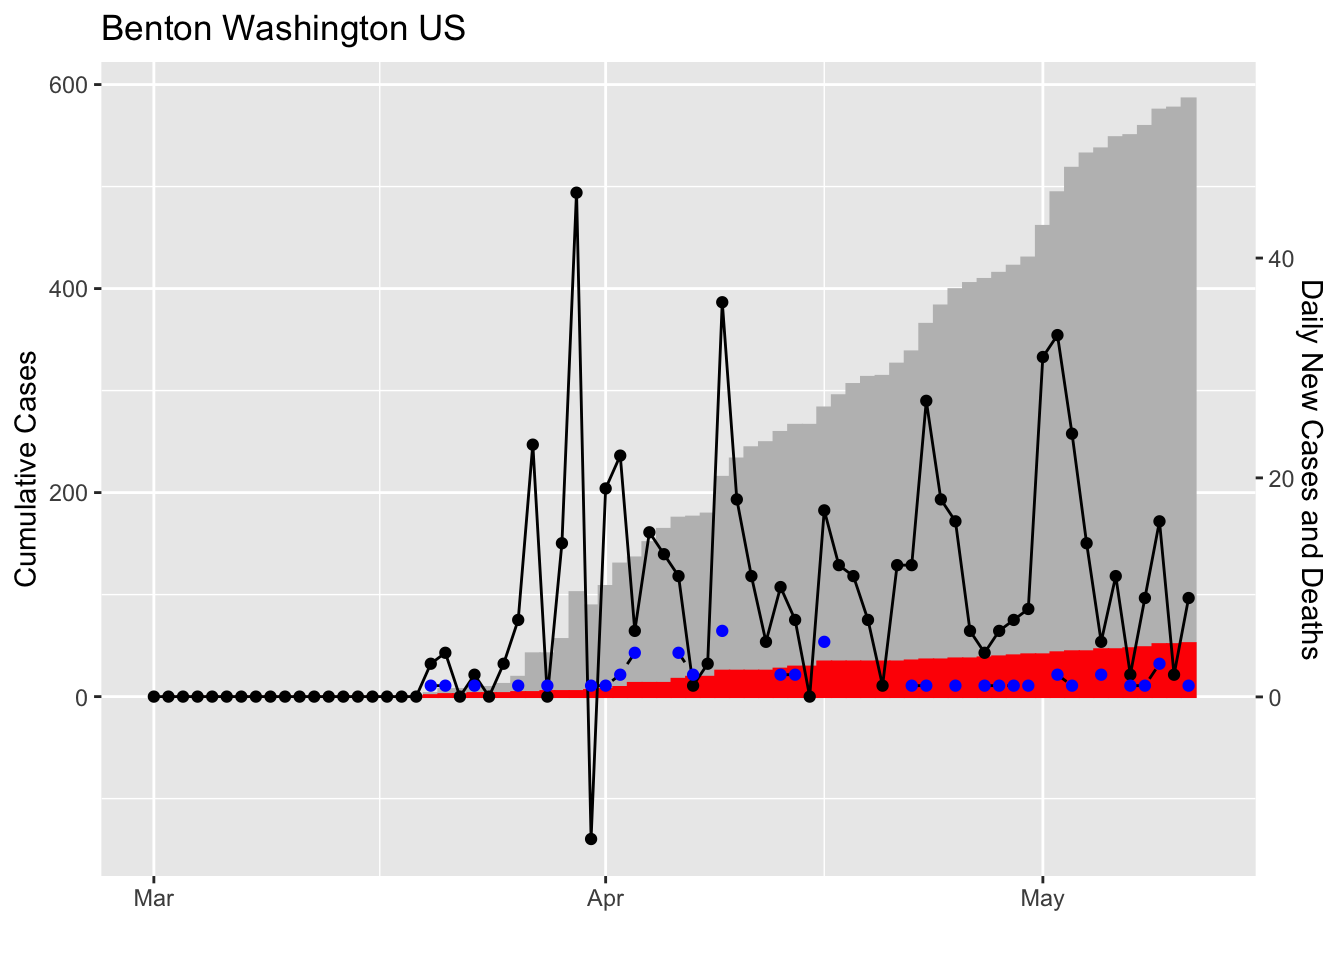 Benton Washington US
600
400
200
0
Cumulative Cases
40
20
0
Daily New Cases and Deaths
Mar
Apr
May